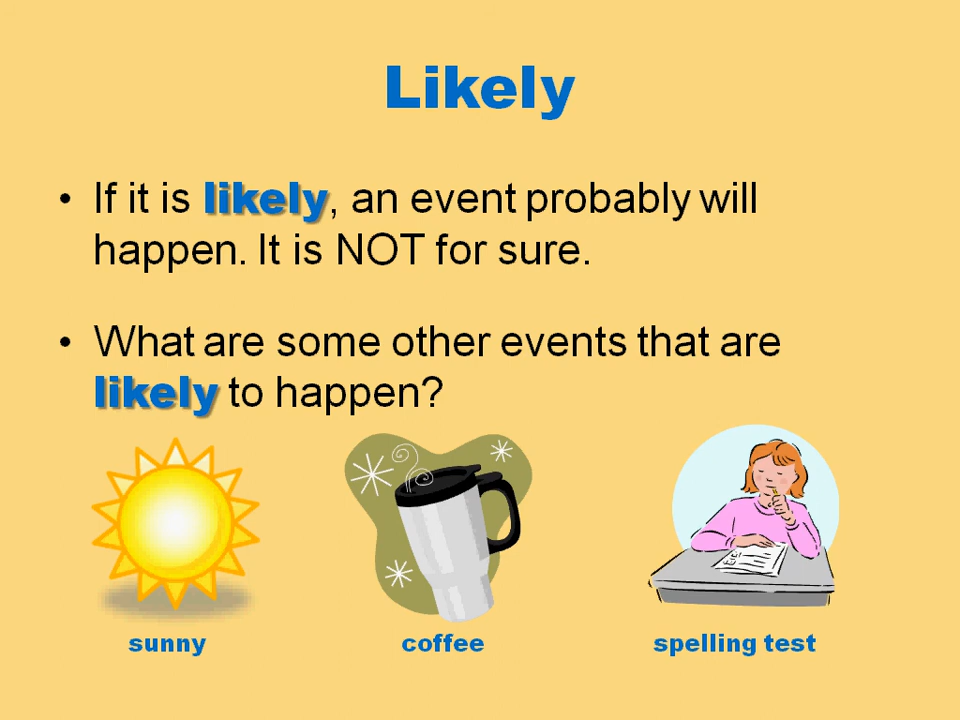 Likely
• If it is likely, an event probably will
happen. It is NOT for sure.
• What are some other events that are
likely to happen?
sunny
coffee
spelling test